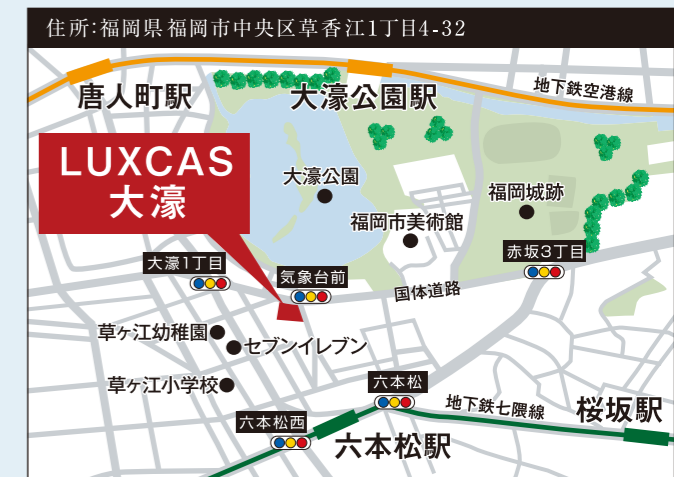 住所:福岡県福岡市中央区草香江1丁目4-32
唐人町駅
大濠公園駅
地下鉄空港線
LUXCAS
大濠
大濠公園
福岡城跡
福岡市美術館
赤坂3丁目
大濠1丁目
気象台前
国体道路
草ヶ江幼稚園
セブンイレブン
草ヶ江小学校
六本松
地下鉄七隈線
桜坂駅
六本松西
六本松駅